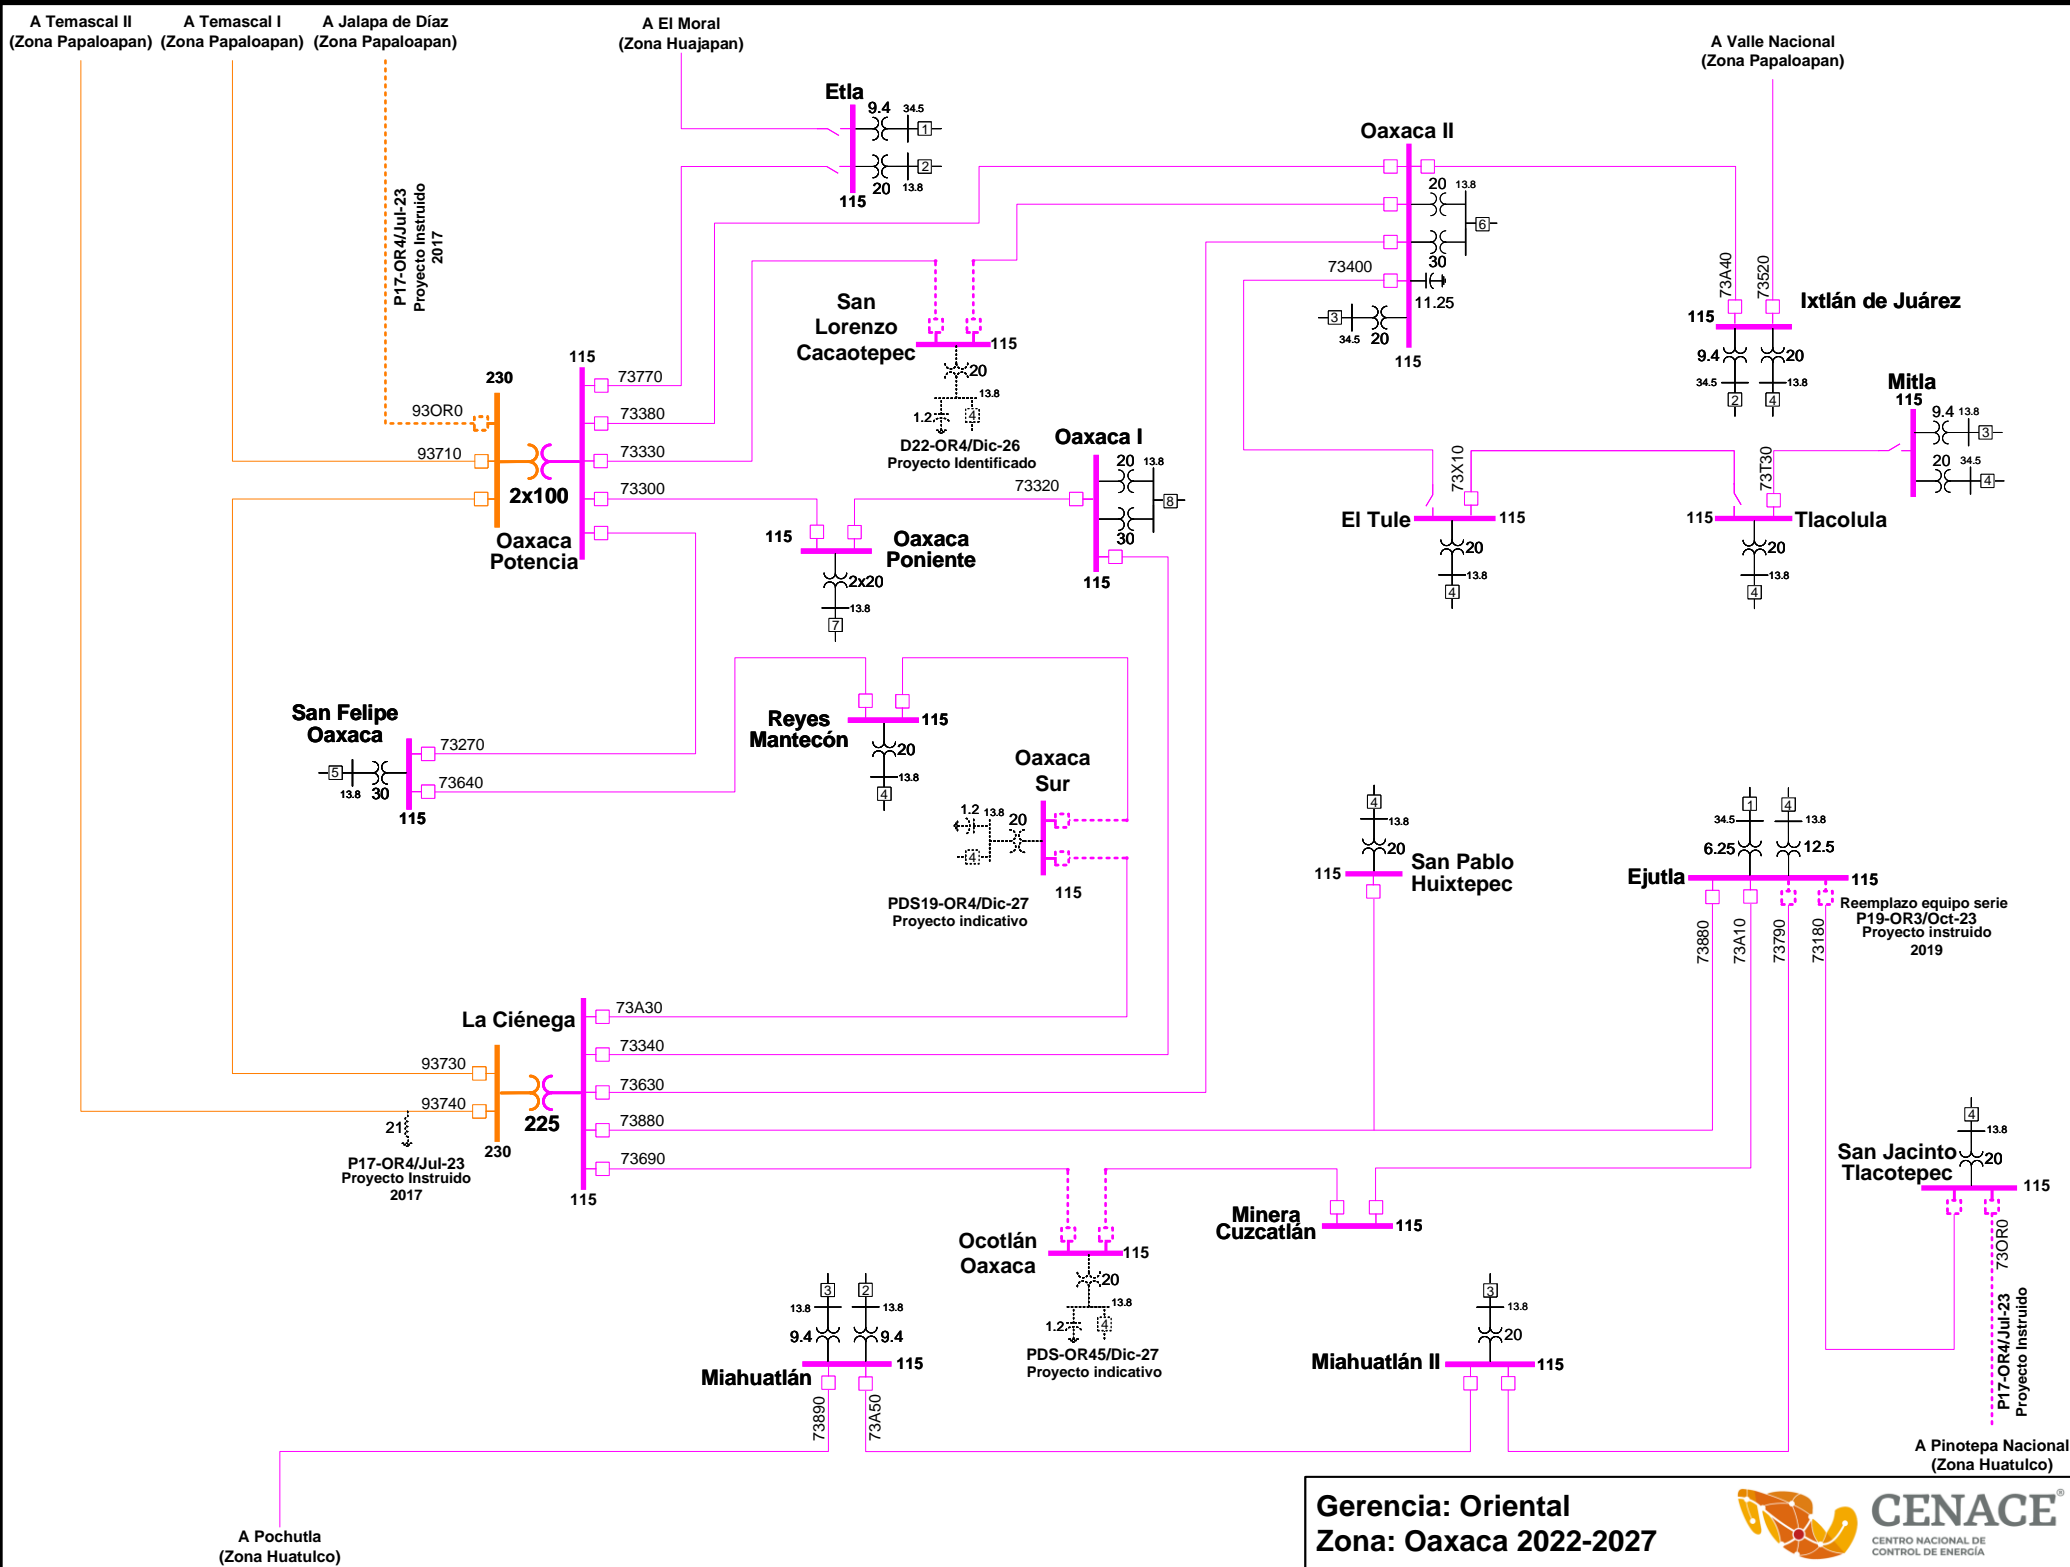 A Temascal II
(Zona Papaloapan)
A Temascal I
(Zona Papaloapan)
A Jalapa de Díaz
(Zona Papaloapan)
A El Moral
(Zona Huajapan)
A Valle Nacional
(Zona Papaloapan)
P17-OR4/Jul-23
Proyecto Instruido
2017
Etla
9.4
34.5
1
20
13.8
2
115
Oaxaca II
20
13.8
6
30
73400
11.25
3
34.5
20
115
73A40
73520
Ixtlán de Juárez
115
9.4
20
34.5
13.8
2
4
Mitla
115
9.4
13.8
3
20
34.5
4
San
Lorenzo
Cacaotepec
115
20
13.8
1.2
4
D22-OR4/Dic-26
Proyecto Identificado
230
115
93OR0
93710
2x100
Oaxaca
Potencia
73770
73380
73330
73300
Oaxaca I
20
13.8
8
30
73320
115
115
Oaxaca
Poniente
2x20
13.8
7
73X10
El Tule
115
20
13.8
4
73T30
115
Tlacolula
20
13.8
4
San Felipe
Oaxaca
73270
73640
5
13.8
30
115
Reyes
Mantecón
115
20
13.8
4
Oaxaca
Sur
1.2
13.8
20
4
115
PDS19-OR4/Dic-27
Proyecto indicativo
4
13.8
20
115
San Pablo
Huixtepec
1
4
34.5
13.8
6.25
12.5
Ejutla
115
Reemplazo equipo serie
P19-OR3/Oct-23
Proyecto instruido
2019
73880
73A10
73790
73180
La Ciénega
73A30
73340
73630
73880
73690
93730
93740
225
21
230
115
P17-OR4/Jul-23
Proyecto Instruido
2017
4
13.8
20
San Jacinto
Tlacotepec
115
73OR0
P17-OR4/Jul-23
Proyecto Instruido
Minera
Cuzcatlán
115
Ocotlán
Oaxaca
115
20
13.8
1.2
4
PDS-OR45/Dic-27
Proyecto indicativo
3
2
13.8
13.8
9.4
9.4
Miahuatlán
115
73890
73A50
3
13.8
20
Miahuatlán II
115
A Pinotepa Nacional
(Zona Huatulco)
A Pochutla
(Zona Huatulco)
Gerencia: Oriental
Zona: Oaxaca 2022-2027
CENACE®
CENTRO NACIONAL DE
CONTROL DE ENERGÍA